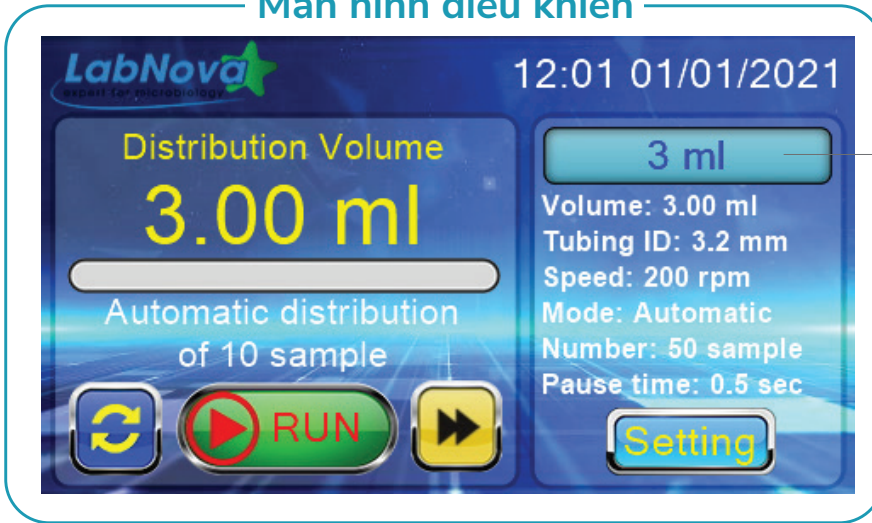 Màn hình điều khiển
LabNova
expert for microbiology
12:01 01/01/2021
Distribution Volume
3.00 ml
Automatic distribution
of 10 sample
RUN
3 ml
Volume: 3.00 ml
Tubing ID: 3.2 mm
Speed: 200 rpm
Mode: Automatic
Number: 50 sample
Pause time: 0.5 sec
Setting